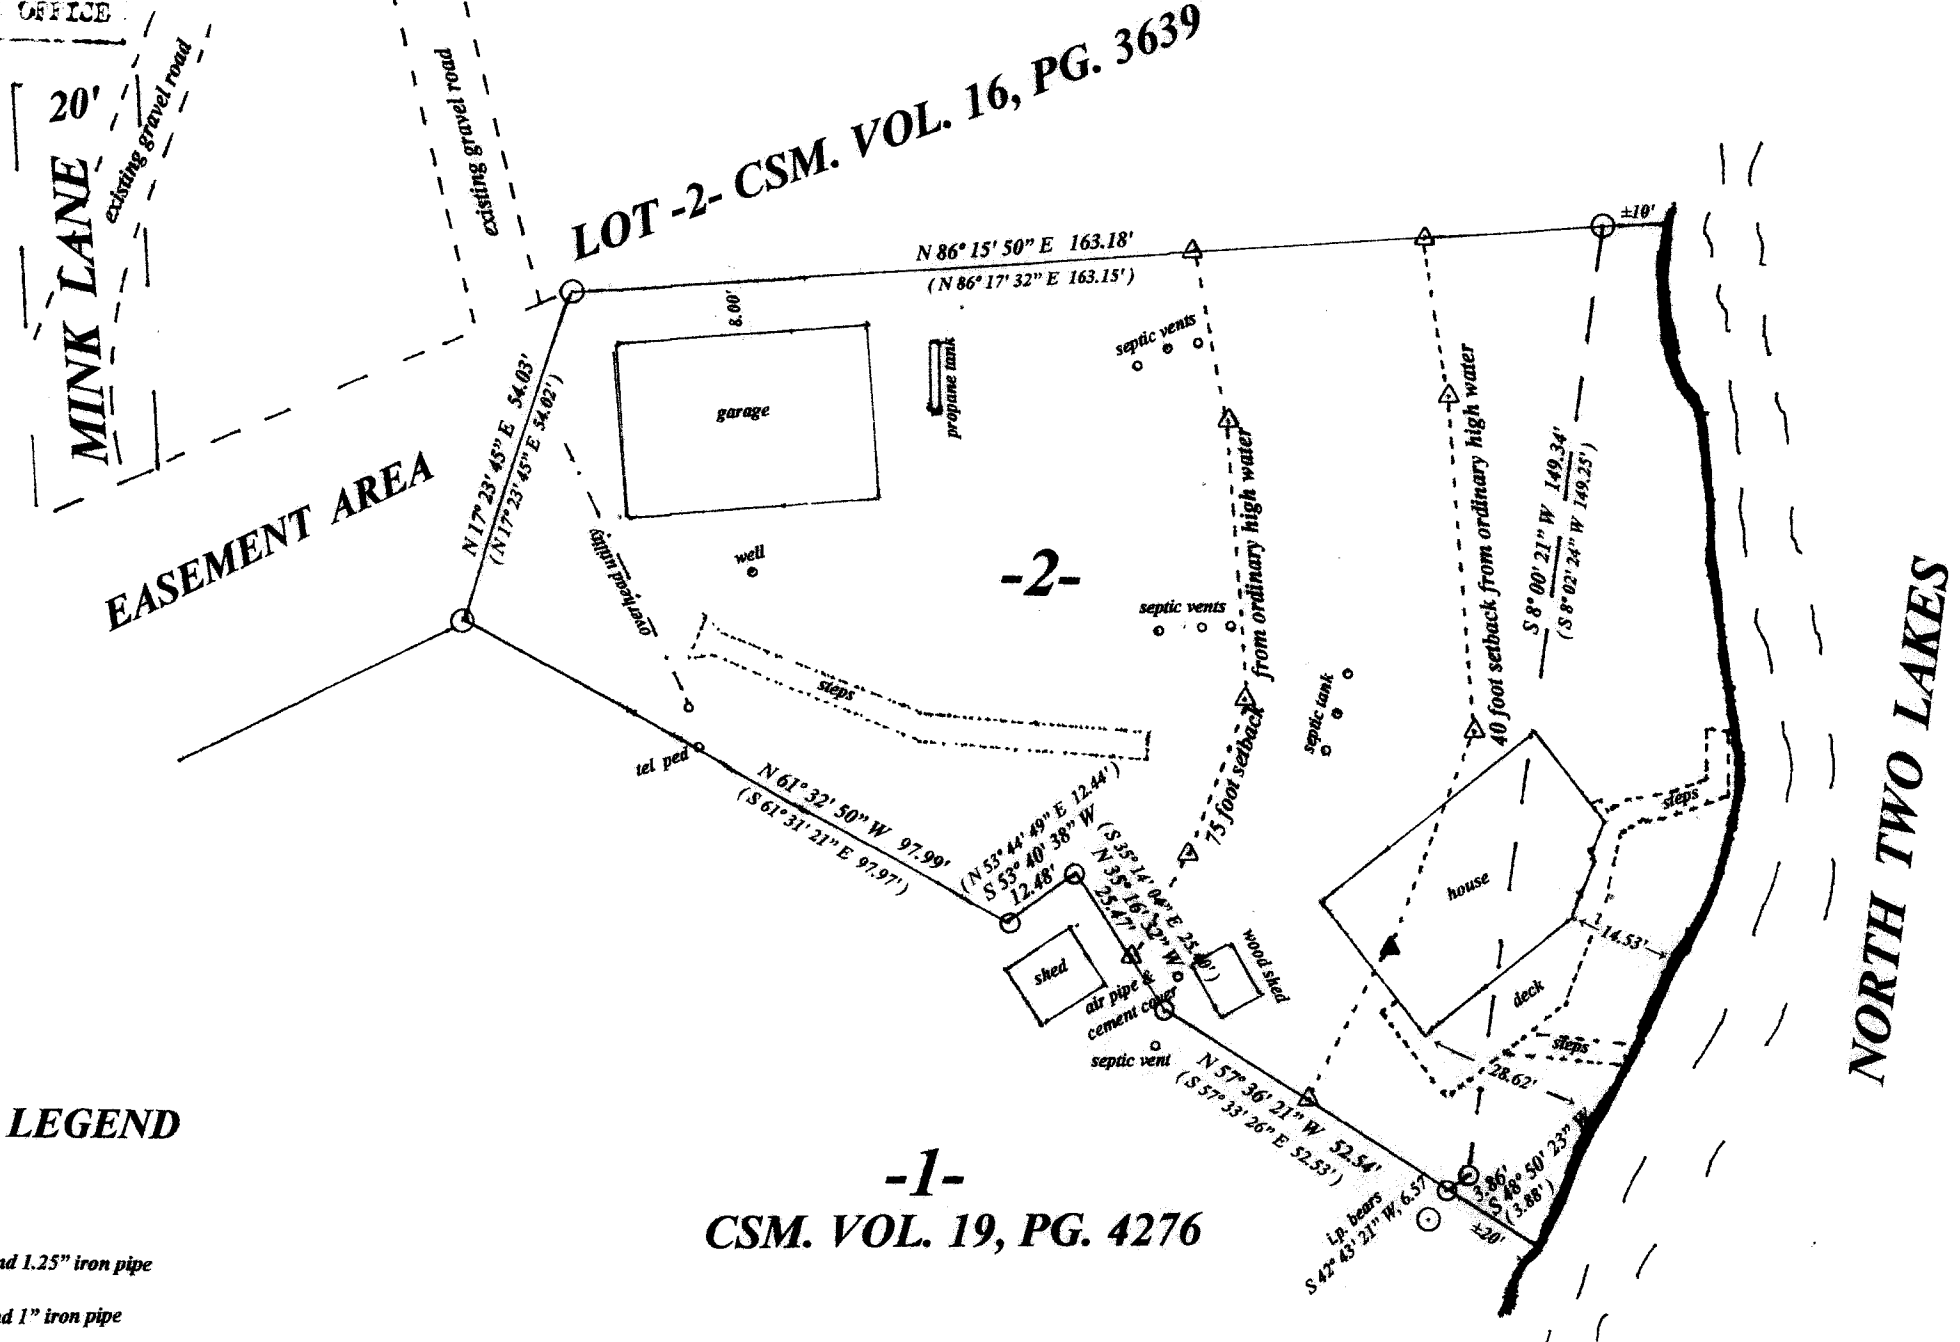 OFFICE
20'
MINK LANE
existing gravel road
existing gravel road
LOT -2- CSM. VOL. 16, PG. 3639
±10'
N 86° 15' 50” E 163.18'
( N 86° 17' 32” E 163.15' )
8.00'
N 17° 23' 45” E 54.03'
( N 17° 23' 45” E 54.02' )
garage
propane tank
septic vents
EASEMENT AREA
overhead utility
well
-2-
septic vents
75 foot setback from ordinary high water
40 foot setback from ordinary high water
S 8° 00' 21” W 149.34'
( S 8° 02' 24” W 149.25' )
NORTH TWO LAKES
steps
septic tank
tel ped
N 61° 32' 50” W 97.99'
( S 61° 31' 21” E 97.97' )
( N 53° 44' 49” E 12.44' )
S 53° 40' 38” W
12.48'
( S 35° 14' 04” E
N 35° 16' 32” W
25.47'
steps
house
14.53'
shed
wood shed
air pipe &
cement cover
septic vent
deck
steps
28.62'
N 57° 36' 21” W 52.54'
( S 57° 33' 26” E 52.53' )
3.86'
S 48° 50' 23” W
( 3.88' )
±20'
i.p. bears
S 42° 43' 21” W, 6.57'
LEGEND
-1-
CSM. VOL. 19, PG. 4276
1.25” iron pipe
1” iron pipe